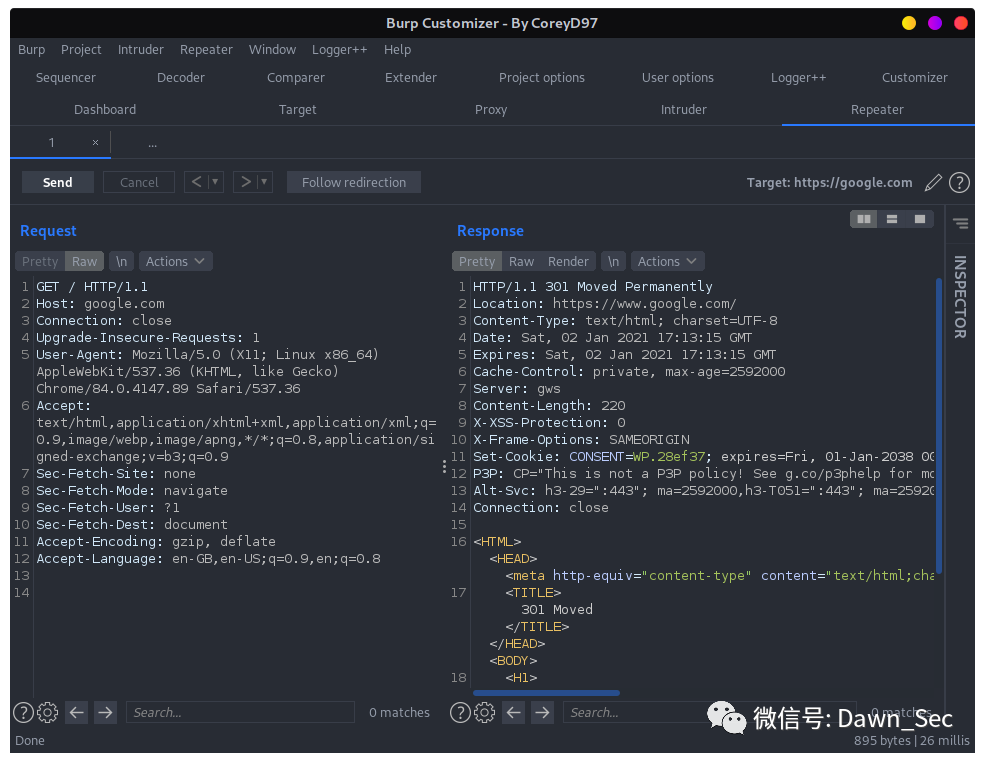 Burp Customizer - By CoreyD97
Burp Project Intruder Repeater Window Logger++ Help
Sequencer Decoder Comparer Extender Project options User options Logger++ Customizer
Dashboard Target Proxy Intruder Repeater
1 × ...
Send Cancel < ▾ > ▾ Follow redirection Target: https://google.com ?
Request
Pretty Raw \n Actions
1 GET / HTTP/1.1
2 Host: google.com
3 Connection: close
4 Upgrade-Insecure-Requests: 1
5 User-Agent: Mozilla/5.0 (X11; Linux x86_64)
AppleWebKit/537.36 (KHTML, like Gecko)
Chrome/84.0.4147.89 Safari/537.36
6 Accept:
text/html,application/xhtml+xml,application/xml;q=
0.9,image/webp,image/apng,*/*;q=0.8,application/si
gned-exchange;v=b3;q=0.9
7 Sec-Fetch-Site: none
8 Sec-Fetch-Mode: navigate
9 Sec-Fetch-User: ?1
10 Sec-Fetch-Dest: document
11 Accept-Encoding: gzip, deflate
12 Accept-Language: en-GB,en-US;q=0.9,en;q=0.8
13
14
? Search... 0 matches
Response
Pretty Raw Render \n Actions
1 HTTP/1.1 301 Moved Permanently
2 Location: https://www.google.com/
3 Content-Type: text/html; charset=UTF-8
4 Date: Sat, 02 Jan 2021 17:13:15 GMT
5 Expires: Sat, 02 Jan 2021 17:13:15 GMT
6 Cache-Control: private, max-age=2592000
7 Server: gws
8 Content-Length: 220
9 X-XSS-Protection: 0
10 X-Frame-Options: SAMEORIGIN
11 Set-Cookie: CONSENT=WP.28ef37; expires=Fri, 01-Jan-2038 00
12 P3P: CP="This is not a P3P policy! See g.co/p3phelp for mo
13 Alt-Svc: h3-29=":443"; ma=2592000,h3-T051=":443"; ma=2592
14 Connection: close
15
16 <HTML>
<HEAD>
<meta http-equiv="content-type" content="text/html;cha
17 <TITLE>
301 Moved
</TITLE>
</HEAD>
<BODY>
18 <H1>
? Search... 0 matches
INSPECTOR
微信号: Dawn_Sec
Done 895 bytes | 26 millis